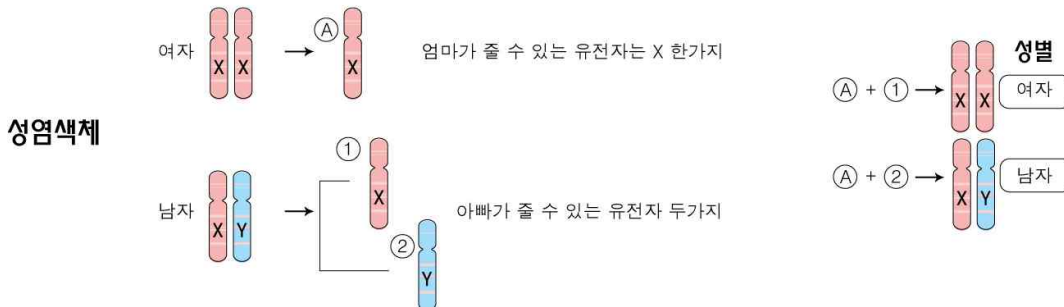 성염색체
여자 X X → Ⓐ X 엄마가 줄 수 있는 유전자는 X 한가지
남자 X Y → ① X ② Y 아빠가 줄 수 있는 유전자 두가지
성별
Ⓐ + ① → X X 여자
Ⓐ + ② → X Y 남자